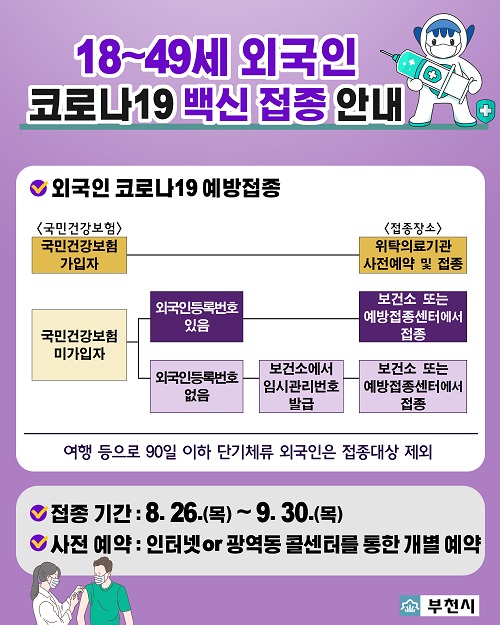 18~49세 외국인
코로나19 백신 접종 안내
외국인 코로나19 예방접종
<국민건강보험>
<접종장소>
국민건강보험
가입자
위탁의료기관
사전예약 및 접종
국민건강보험
미가입자
외국인등록번호
있음
보건소 또는
예방접종센터에서
접종
외국인등록번호
없음
보건소에서
임시관리번호
발급
보건소 또는
예방접종센터에서
접종
여행 등으로 90일 이하 단기체류 외국인은 접종대상 제외
접종 기간 : 8. 26.(목) ~ 9. 30.(목)
사전 예약 : 인터넷 or 광역동 콜센터를 통한 개별 예약
부천시